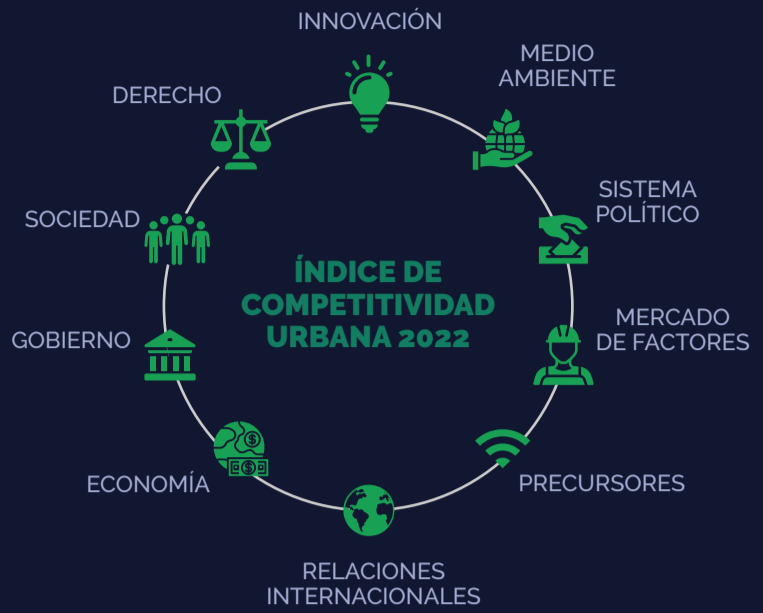 INNOVACIÓN
MEDIO
AMBIENTE
DERECHO
SISTEMA
POLÍTICO
SOCIEDAD
ÍNDICE DE
COMPETITIVIDAD
URBANA 2022
MERCADO
DE FACTORES
GOBIERNO
ECONOMÍA
PRECURSORES
RELACIONES
INTERNACIONALES